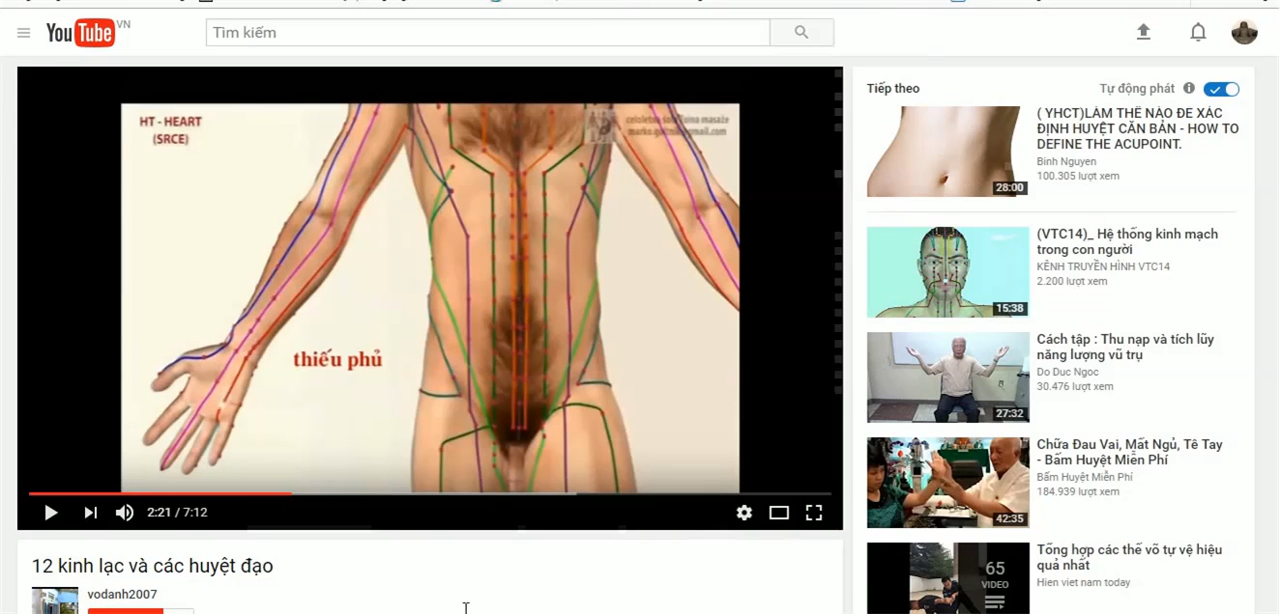 YouTube VN
Tìm kiếm
HT - HEART
(SRCE)
thiếu phủ
2:21 / 7:12
12 kinh lạc và các huyệt đạo
vodanh2007
Tiếp theo
Tự động phát
( YHCT)LÀM THẾ NÀO ĐE XÁC
ĐỊNH HUYỆT CĂN BẢN - HOW TO
DEFINE THE ACUPOINT.
Binh Nguyen
100.305 lượt xem
28:00
(VTC14)_ Hệ thống kinh mạch
trong con người
KÊNH TRUYỀN HÌNH VTC14
2.200 lượt xem
15:38
Cách tập : Thu nạp và tích lũy
năng lượng vũ trụ
Do Duc Ngoc
30.476 lượt xem
27:32
Chữa Đau Vai, Mất Ngủ, Tê Tay
- Bấm Huyệt Miễn Phí
Bấm Huyệt Miễn Phí
184.939 lượt xem
42:35
Tổng hợp các thế võ tự vệ hiệu
quả nhất
Hien viet nam today
65
VIDEO